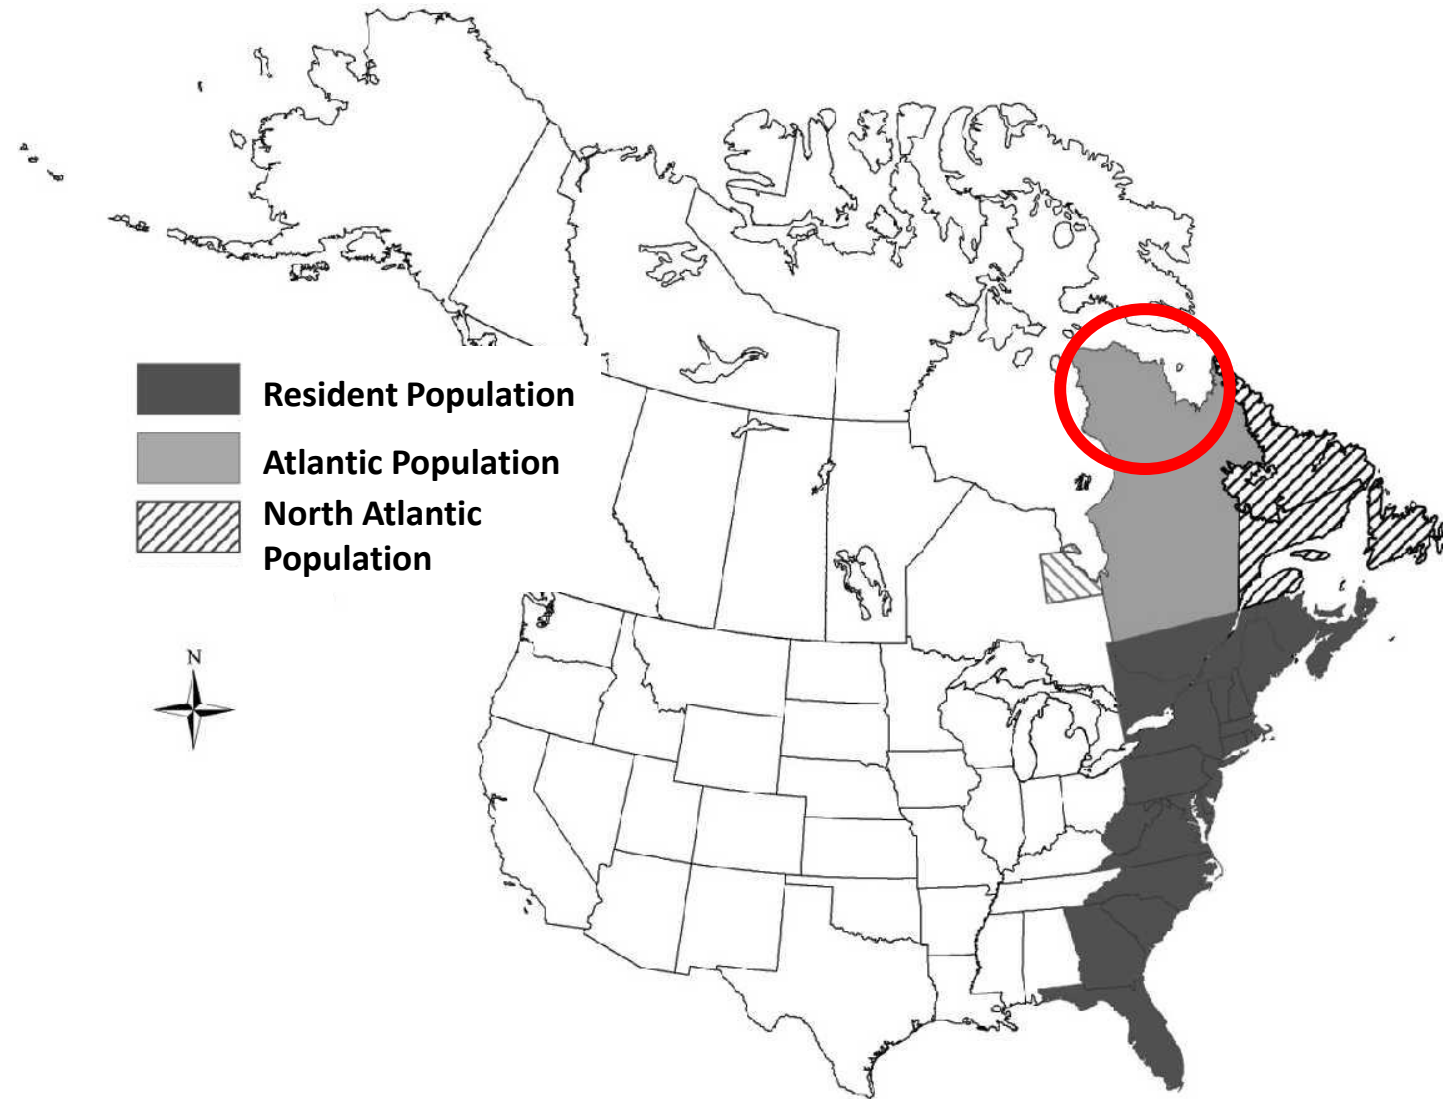 Resident Population
Atlantic Population
North Atlantic
Population
N